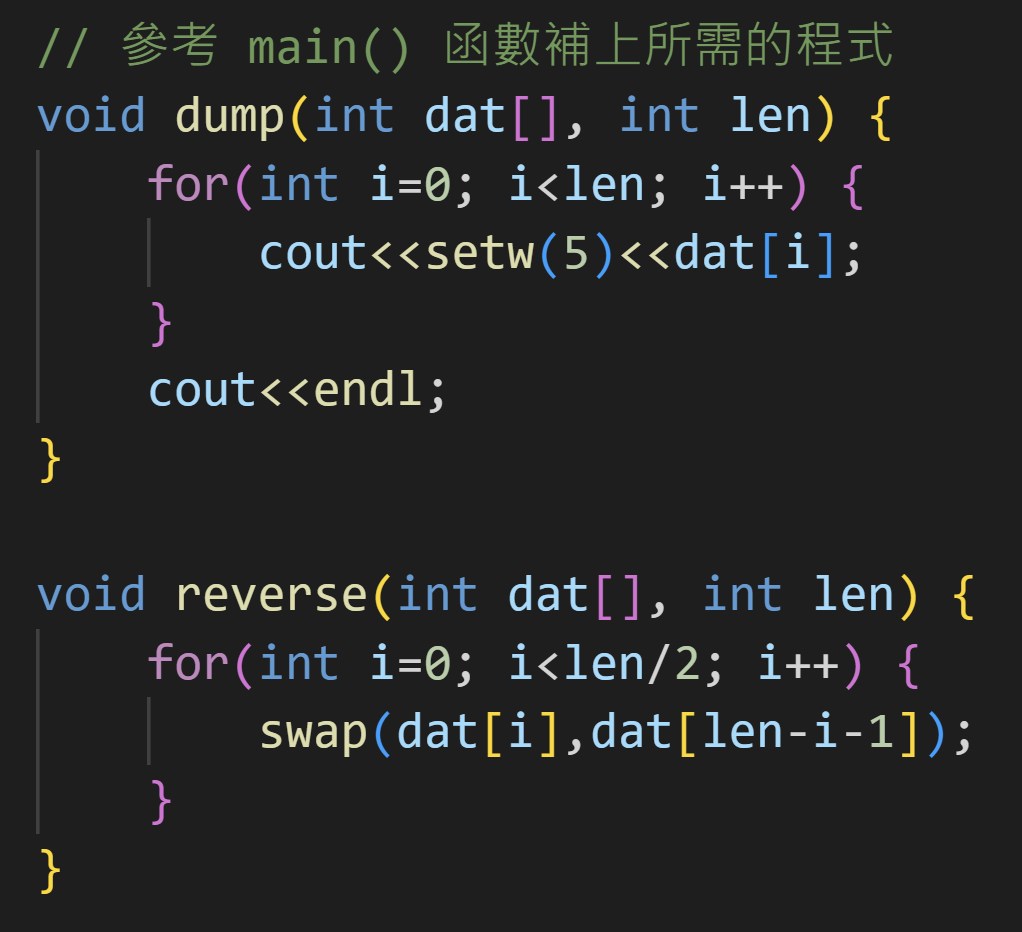 // 參考 main() 函數補上所需的程式
void dump(int dat[], int len) {
    for(int i=0; i<len; i++) {
        cout<<setw(5)<<dat[i];
    }
    cout<<endl;
}

void reverse(int dat[], int len) {
    for(int i=0; i<len/2; i++) {
        swap(dat[i],dat[len-i-1]);
    }
}